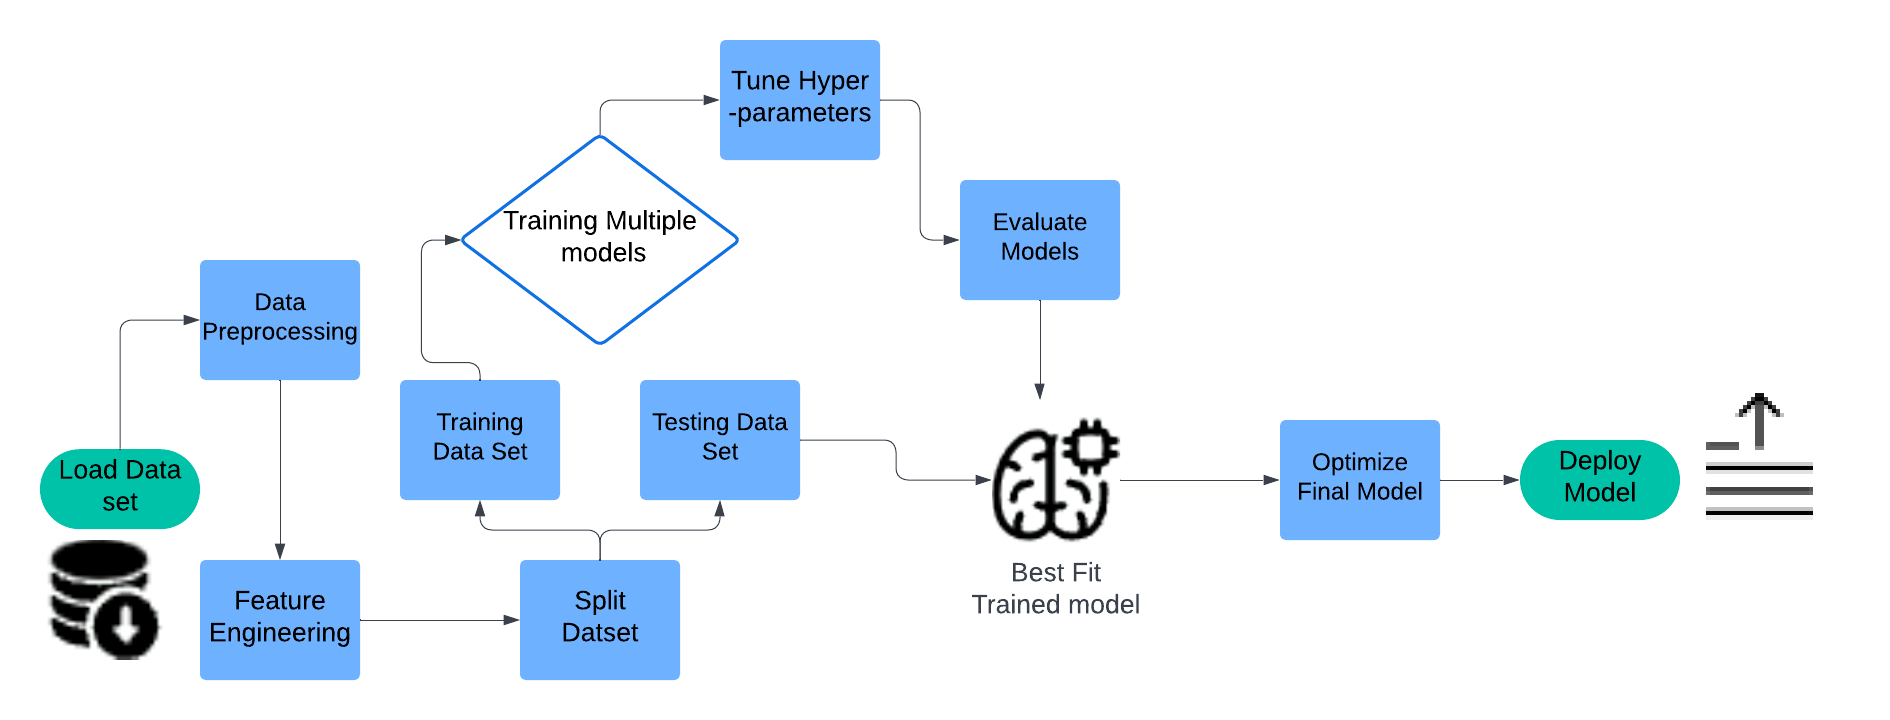 Load Data
set
Data
Preprocessing
Feature
Engineering
Split
Datset
Training
Data Set
Testing Data
Set
Training Multiple
models
Tune Hyper
-parameters
Evaluate
Models
Best Fit
Trained model
Optimize
Final Model
Deploy
Model